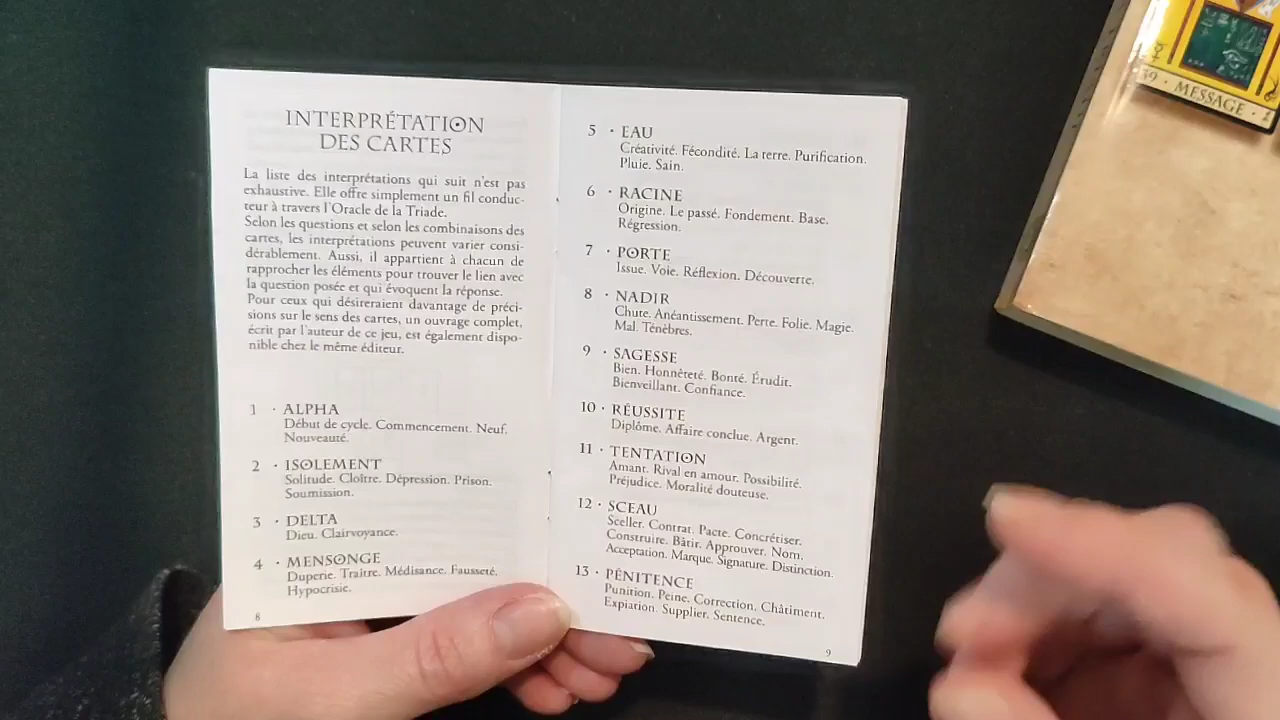 INTERPRÉTATION
DES CARTES
La liste des interprétations qui suit n'est pas
exhaustive. Elle offre simplement un fil conduc-
teur à travers l'Oracle de la Triade.
Selon les questions et selon les combinaisons des
cartes, les interprétations peuvent varier consi-
dérablement. Aussi, il appartient à chacun de
rapprocher les éléments pour trouver le lien avec
la question posée et qui évoquent la réponse.
Pour ceux qui désireraient davantage de préci-
sions sur le sens des cartes, un ouvrage complet,
écrit par l'auteur de ce jeu, est également dispo-
nible chez le même éditeur.
1 · ALPHA
Début de cycle. Commencement. Neuf.
Nouveauté.
2 · ISOLEMENT
Solitude. Cloître. Dépression. Prison.
Soumission.
3 · DELTA
Dieu. Clairvoyance.
4 · MENSONGE
Duperie. Traître. Médisance. Fausseté.
Hypocrisie.
8
5 · EAU
Créativité. Fécondité. La terre. Purification.
Pluie. Sain.
6 · RACINE
Origine. Le passé. Fondement. Base.
Régression.
7 · PORTE
Issue. Voie. Réflexion. Découverte.
8 · NADIR
Chute. Anéantissement. Perte. Folie. Magie.
Mal. Ténèbres.
9 · SAGESSE
Bien. Honnêteté. Bonté. Érudit.
Bienveillant. Confiance.
10 · RÉUSSITE
Diplôme. Affaire conclue. Argent.
11 · TENTATION
Amant. Rival en amour. Possibilité.
Préjudice. Moralité douteuse.
12 · SCEAU
Sceller. Contrat. Pacte. Concrétiser.
Construire. Bâtir. Approuver. Nom.
Acceptation. Marque. Signature. Distinction.
13 · PÉNITENCE
Punition. Peine. Correction. Châtiment.
Expiation. Supplier. Sentence.
9
39 · MESSAGE ·